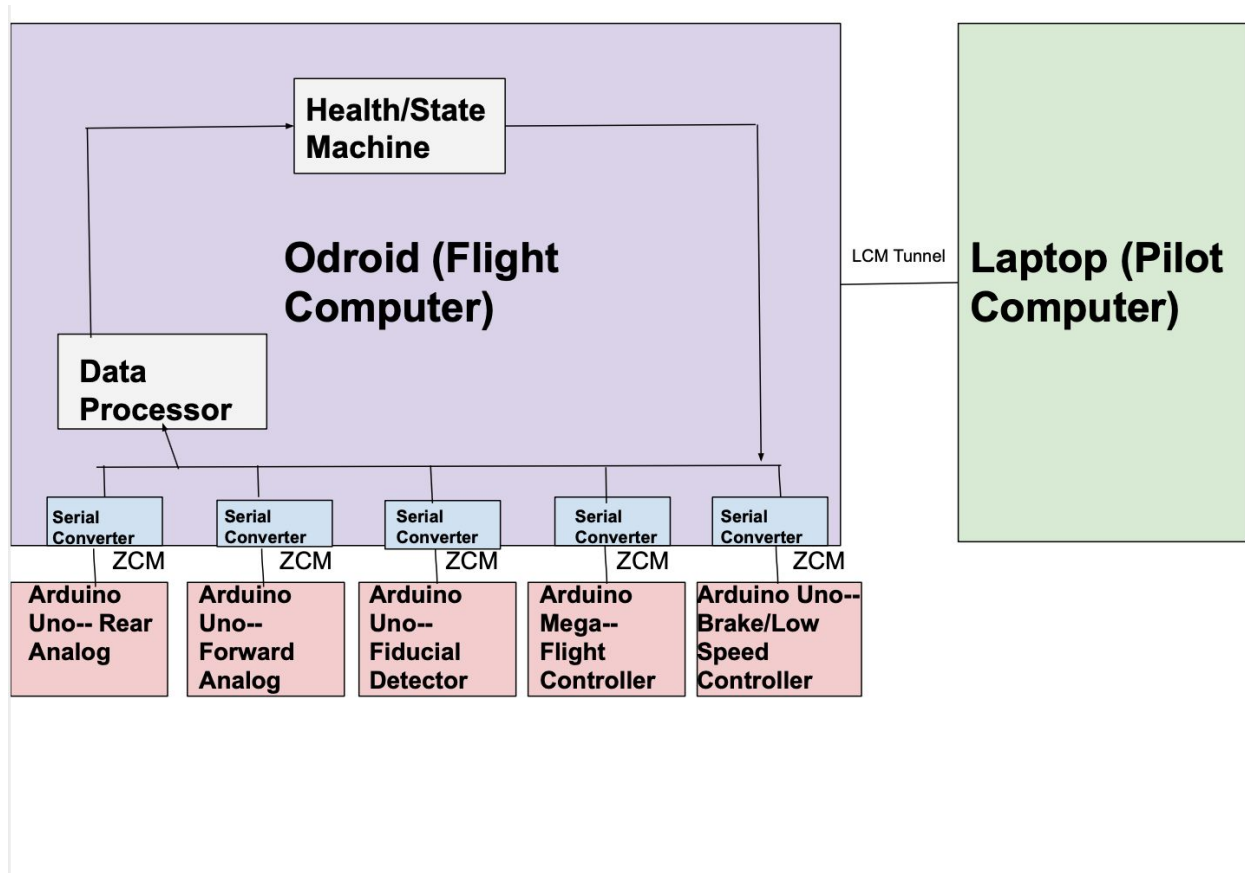 Health/State
Machine
Odroid (Flight
Computer)
LCM Tunnel
Laptop (Pilot
Computer)
Data
Processor
Serial
Converter
Serial
Converter
Serial
Converter
Serial
Converter
Serial
Converter
ZCM
ZCM
ZCM
ZCM
ZCM
Arduino
Uno-- Rear
Analog
Arduino
Uno--
Forward
Analog
Arduino
Uno--
Fiducial
Detector
Arduino
Mega--
Flight
Controller
Arduino Uno--
Brake/Low
Speed
Controller